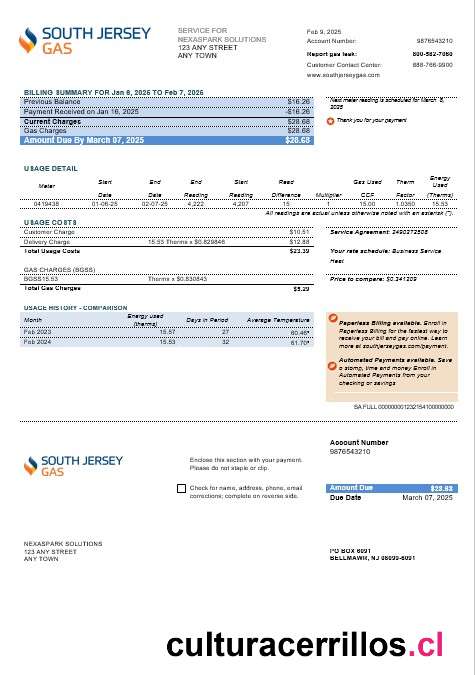 SOUTH JERSEY
GAS
SERVICE FOR
NEXASPARK SOLUTIONS
123 ANY STREET
ANY TOWN
Feb 9, 2025
Account Number: 9876543210
Report gas leak: 800-582-7060
Customer Contact Center: 888-766-9900
www.southjerseygas.com
BILLING SUMMARY FOR Jan 6, 2026 TO Feb 7, 2026
Previous Balance $16.26
Payment Received on Jan 16, 2025 -$16.26
Current Charges $28.68
Gas Charges $28.68
Amount Due By March 07, 2025 $28.68
Next meter reading is scheduled for March 8,
2025
Thank you for your payment
USAGE DETAIL
Meter Start Date End Date End Reading Start Reading Read Difference Multiplier Gas Used CCF Therm Factor Energy Used (Therms)
0419438 01-06-25 02-07-25 4,222 4,207 15 1 15.00 1.0350 15.53
All readings are actual unless otherwise noted with an asterisk (*).
USAGE COSTS
Customer Charge $10.51
Delivery Charge 15.53 Therms x $0.829846 $12.88
Total Usage Costs $23.39
Service Agreement: 2490272508
Your rate schedule: Business Service
Heat
GAS CHARGES (BGSS)
BGSS15.53 Therms x $0.830843
Total Gas Charges $5.29
Price to compare: $0.341209
USAGE HISTORY - COMPARISON
Month Energy used (therms) Days in Period Average Temperature
Feb 2023 15.57 27 60.46*
Feb 2024 15.53 32 61.70*
Paperless Billing available. Enroll in
Paperless Billing for the fastest way to
receive your bill and pay online. Learn
more at southjerseygas.com/payment.
Automated Payments available. Save
a stamp, time and money Enroll in
Automated Payments from your
checking or savings
Account Number
9876543210
SOUTH JERSEY
GAS
Enclose this section with your payment.
Please do not staple or clip.
Check for name, address, phone, email
corrections; complete on reverse side.
Amount Due $28.68
Due Date March 07, 2025
NEXASPARK SOLUTIONS
123 ANY STREET
ANY TOWN
PO BOX 6091
BELLMAWR, NJ 08099-6091
culturacerrillos.cl